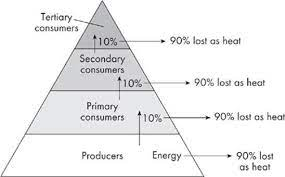 Tertiary
consumers
10%
90% lost as heat
Secondary
consumers
10%
90% lost as heat
Primary
consumers
10%
90% lost as heat
Producers
Energy
90% lost
as heat